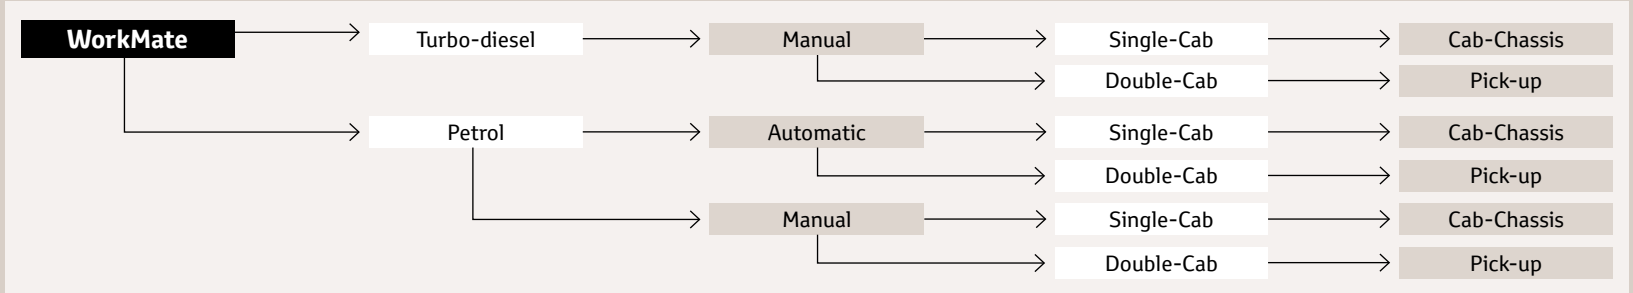 WorkMate
Turbo-diesel
Manual
Single-Cab
Cab-Chassis
Double-Cab
Pick-up
Petrol
Automatic
Single-Cab
Cab-Chassis
Double-Cab
Pick-up
Manual
Single-Cab
Cab-Chassis
Double-Cab
Pick-up